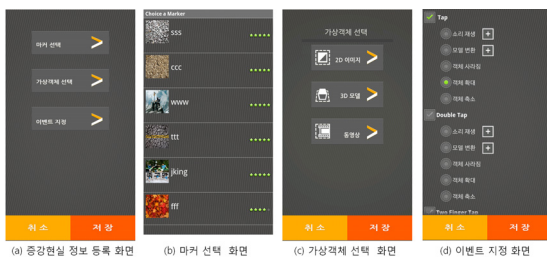 마커 선택
가상객체 선택
이벤트 지정
취 소
저 장
(a) 증강현실 정보 등록 화면
Choice a Marker
sss
ccc
www
ttt
jking
fff
(b) 마커 선택 화면
가상객체 선택
2D 이미지
3D 모델
동영상
취 소
저 장
(c) 가상객체 선택 화면
Tap
소리 재생
모델 변환
객체 사라짐
객체 확대
객체 축소
Double Tap
소리 재생
모델 변환
객체 사라짐
객체 확대
객체 축소
Two Finger Tap
취 소
저 장
(d) 이벤트 지정 화면